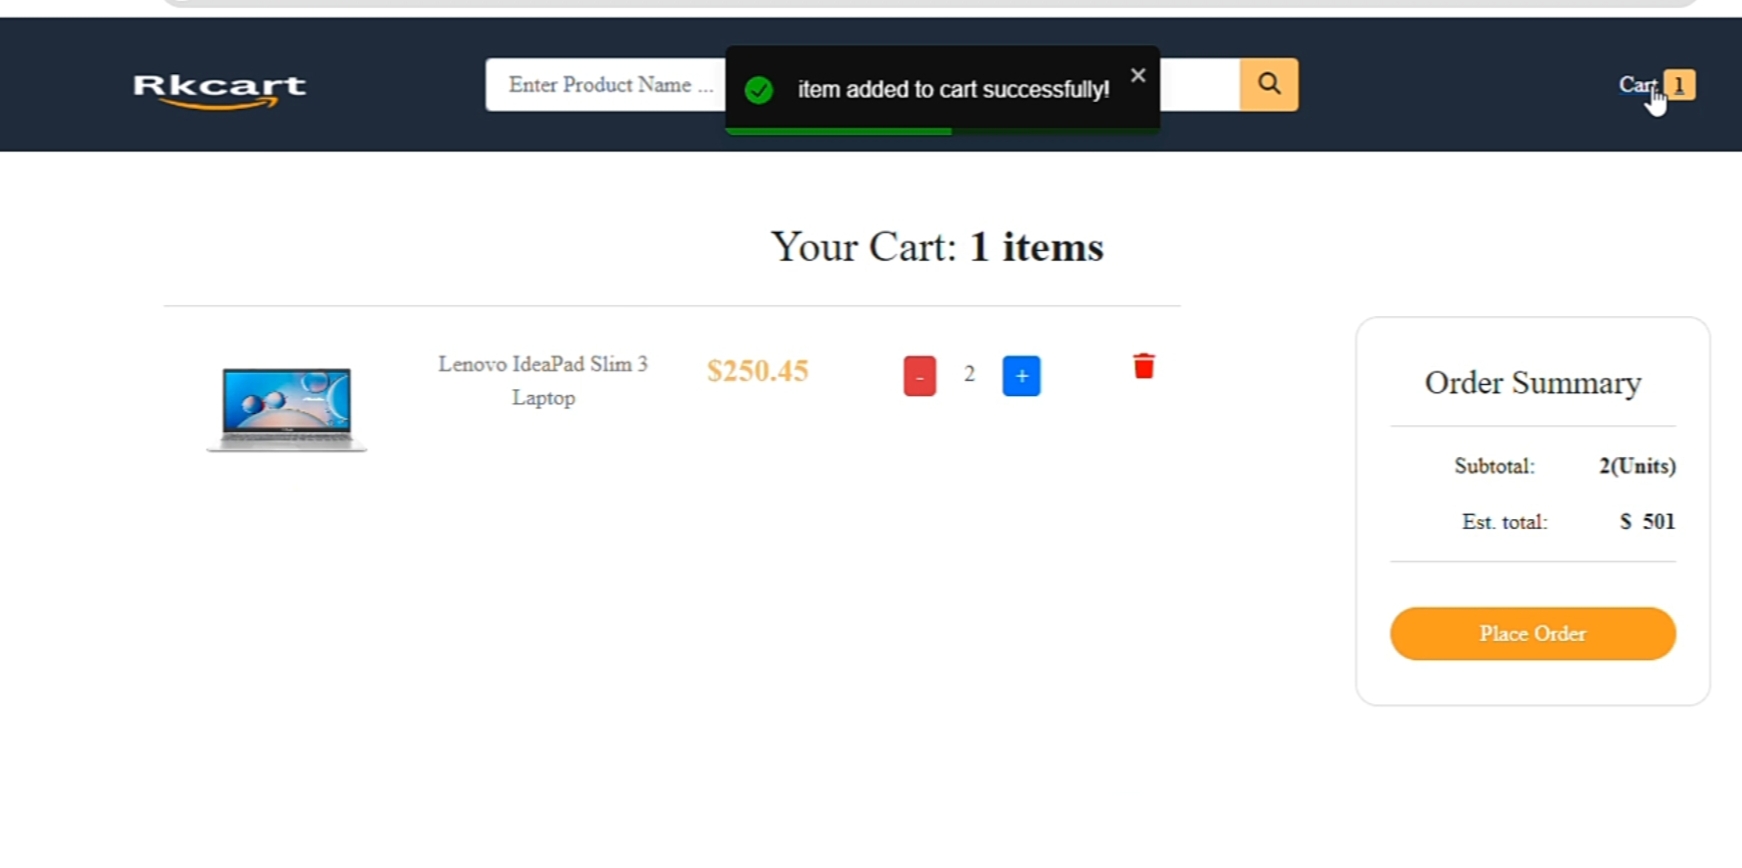 Rkcart
Enter Product Name ...
item added to cart successfully! ×
Cart 1
Your Cart: 1 items
Lenovo IdeaPad Slim 3
Laptop
$250.45
- 2 +
Order Summary
Subtotal: 2(Units)
Est. total: $ 501
Place Order